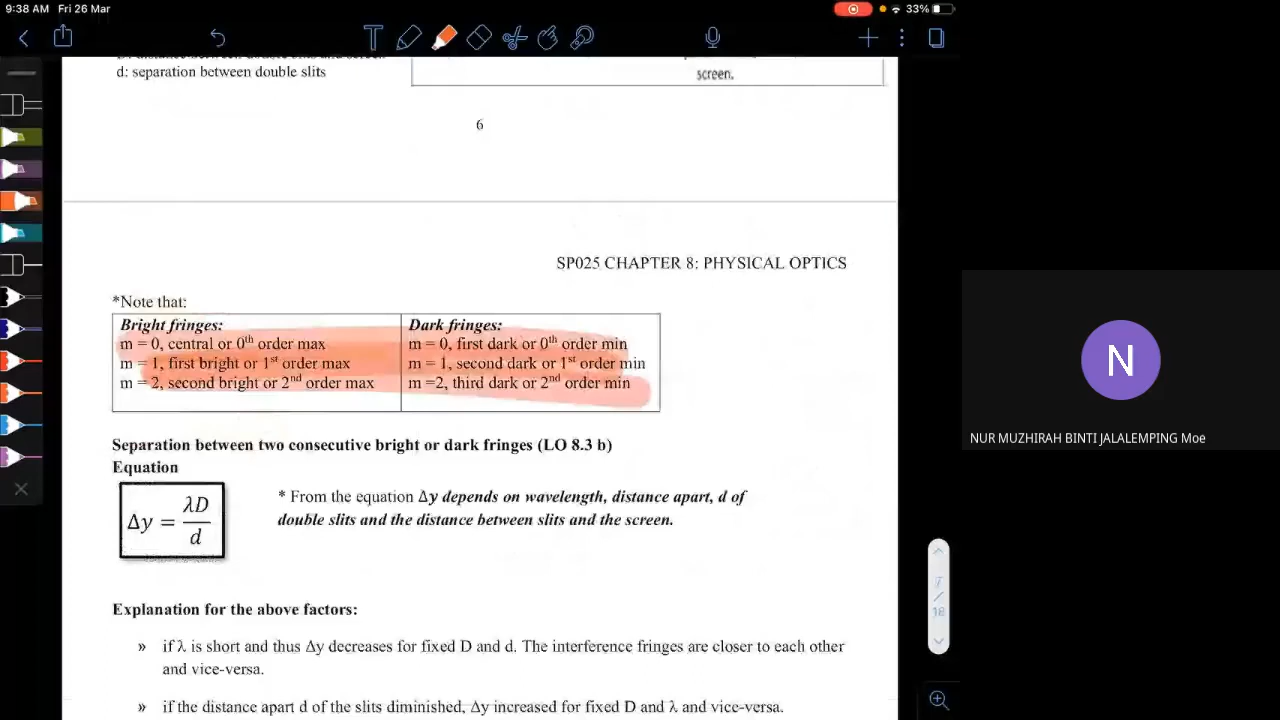 9:38 AM Fri 26 Mar
33%
d: separation between double slits
screen.
6
SP025 CHAPTER 8: PHYSICAL OPTICS
*Note that:
Bright fringes:
m = 0, central or 0th order max
m = 1, first bright or 1st order max
m = 2, second bright or 2nd order max
Dark fringes:
m = 0, first dark or 0th order min
m = 1, second dark or 1st order min
m =2, third dark or 2nd order min
Separation between two consecutive bright or dark fringes (LO 8.3 b)
Equation
Δy = λD/d
* From the equation Δy depends on wavelength, distance apart, d of
double slits and the distance between slits and the screen.
Explanation for the above factors:
» if λ is short and thus Δy decreases for fixed D and d. The interference fringes are closer to each other
and vice-versa.
» if the distance apart d of the slits diminished, Δy increased for fixed D and λ and vice-versa.
7
/
18
N
NUR MUZHIRAH BINTI JALALEMPING Moe